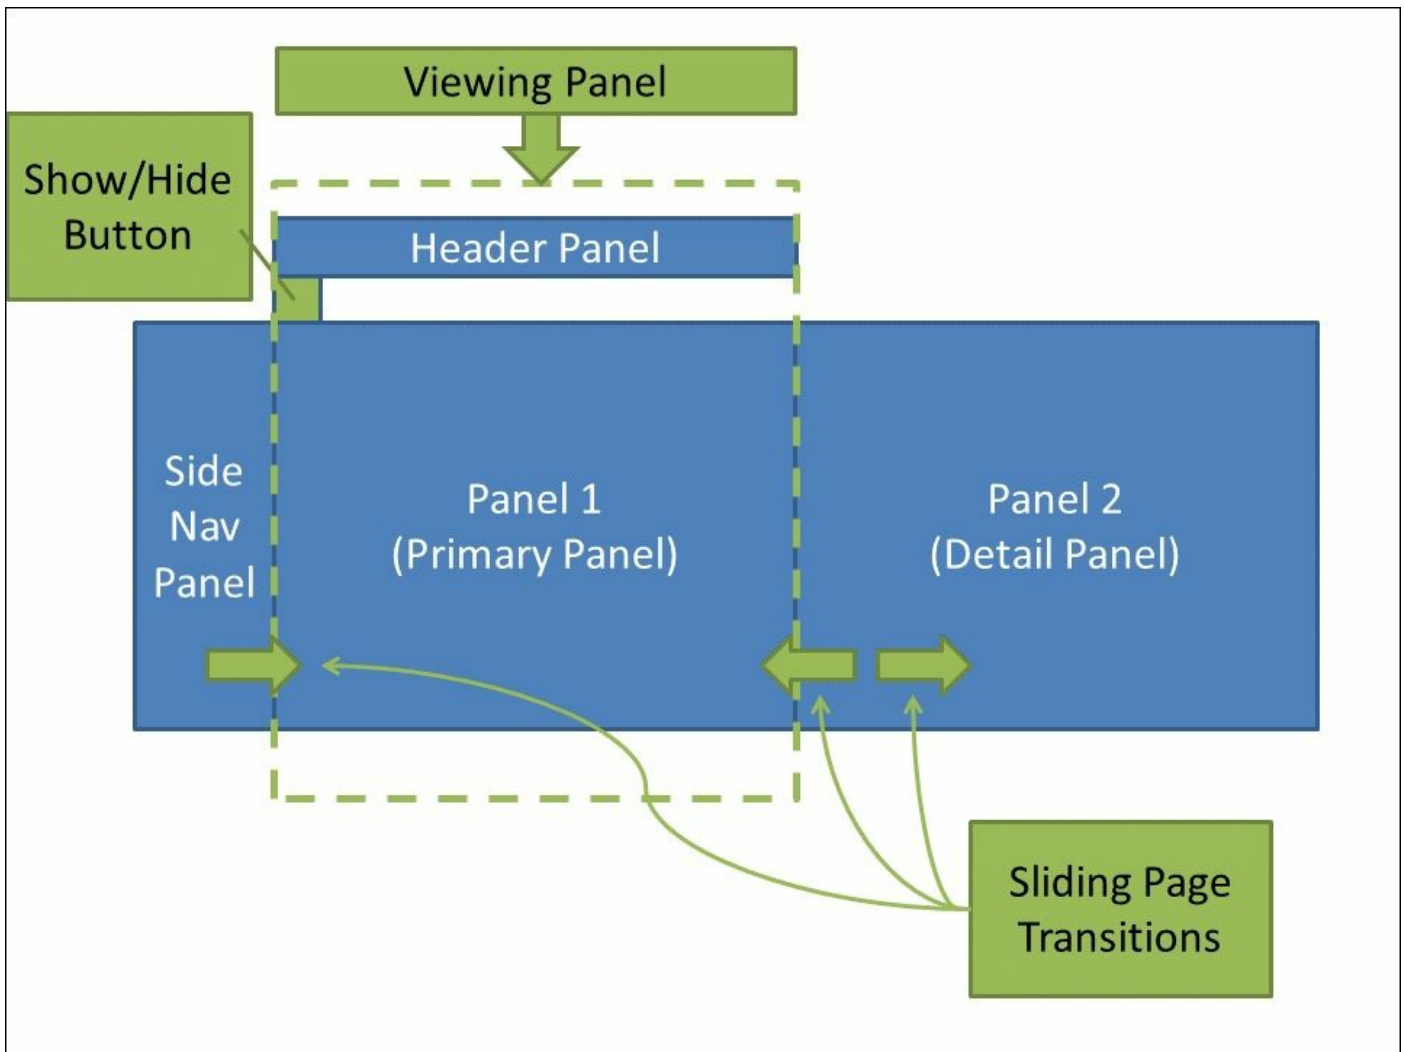 Viewing Panel
Show/Hide
Button
Header Panel
Side
Nav
Panel
Panel 1
(Primary Panel)
Panel 2
(Detail Panel)
Sliding Page
Transitions